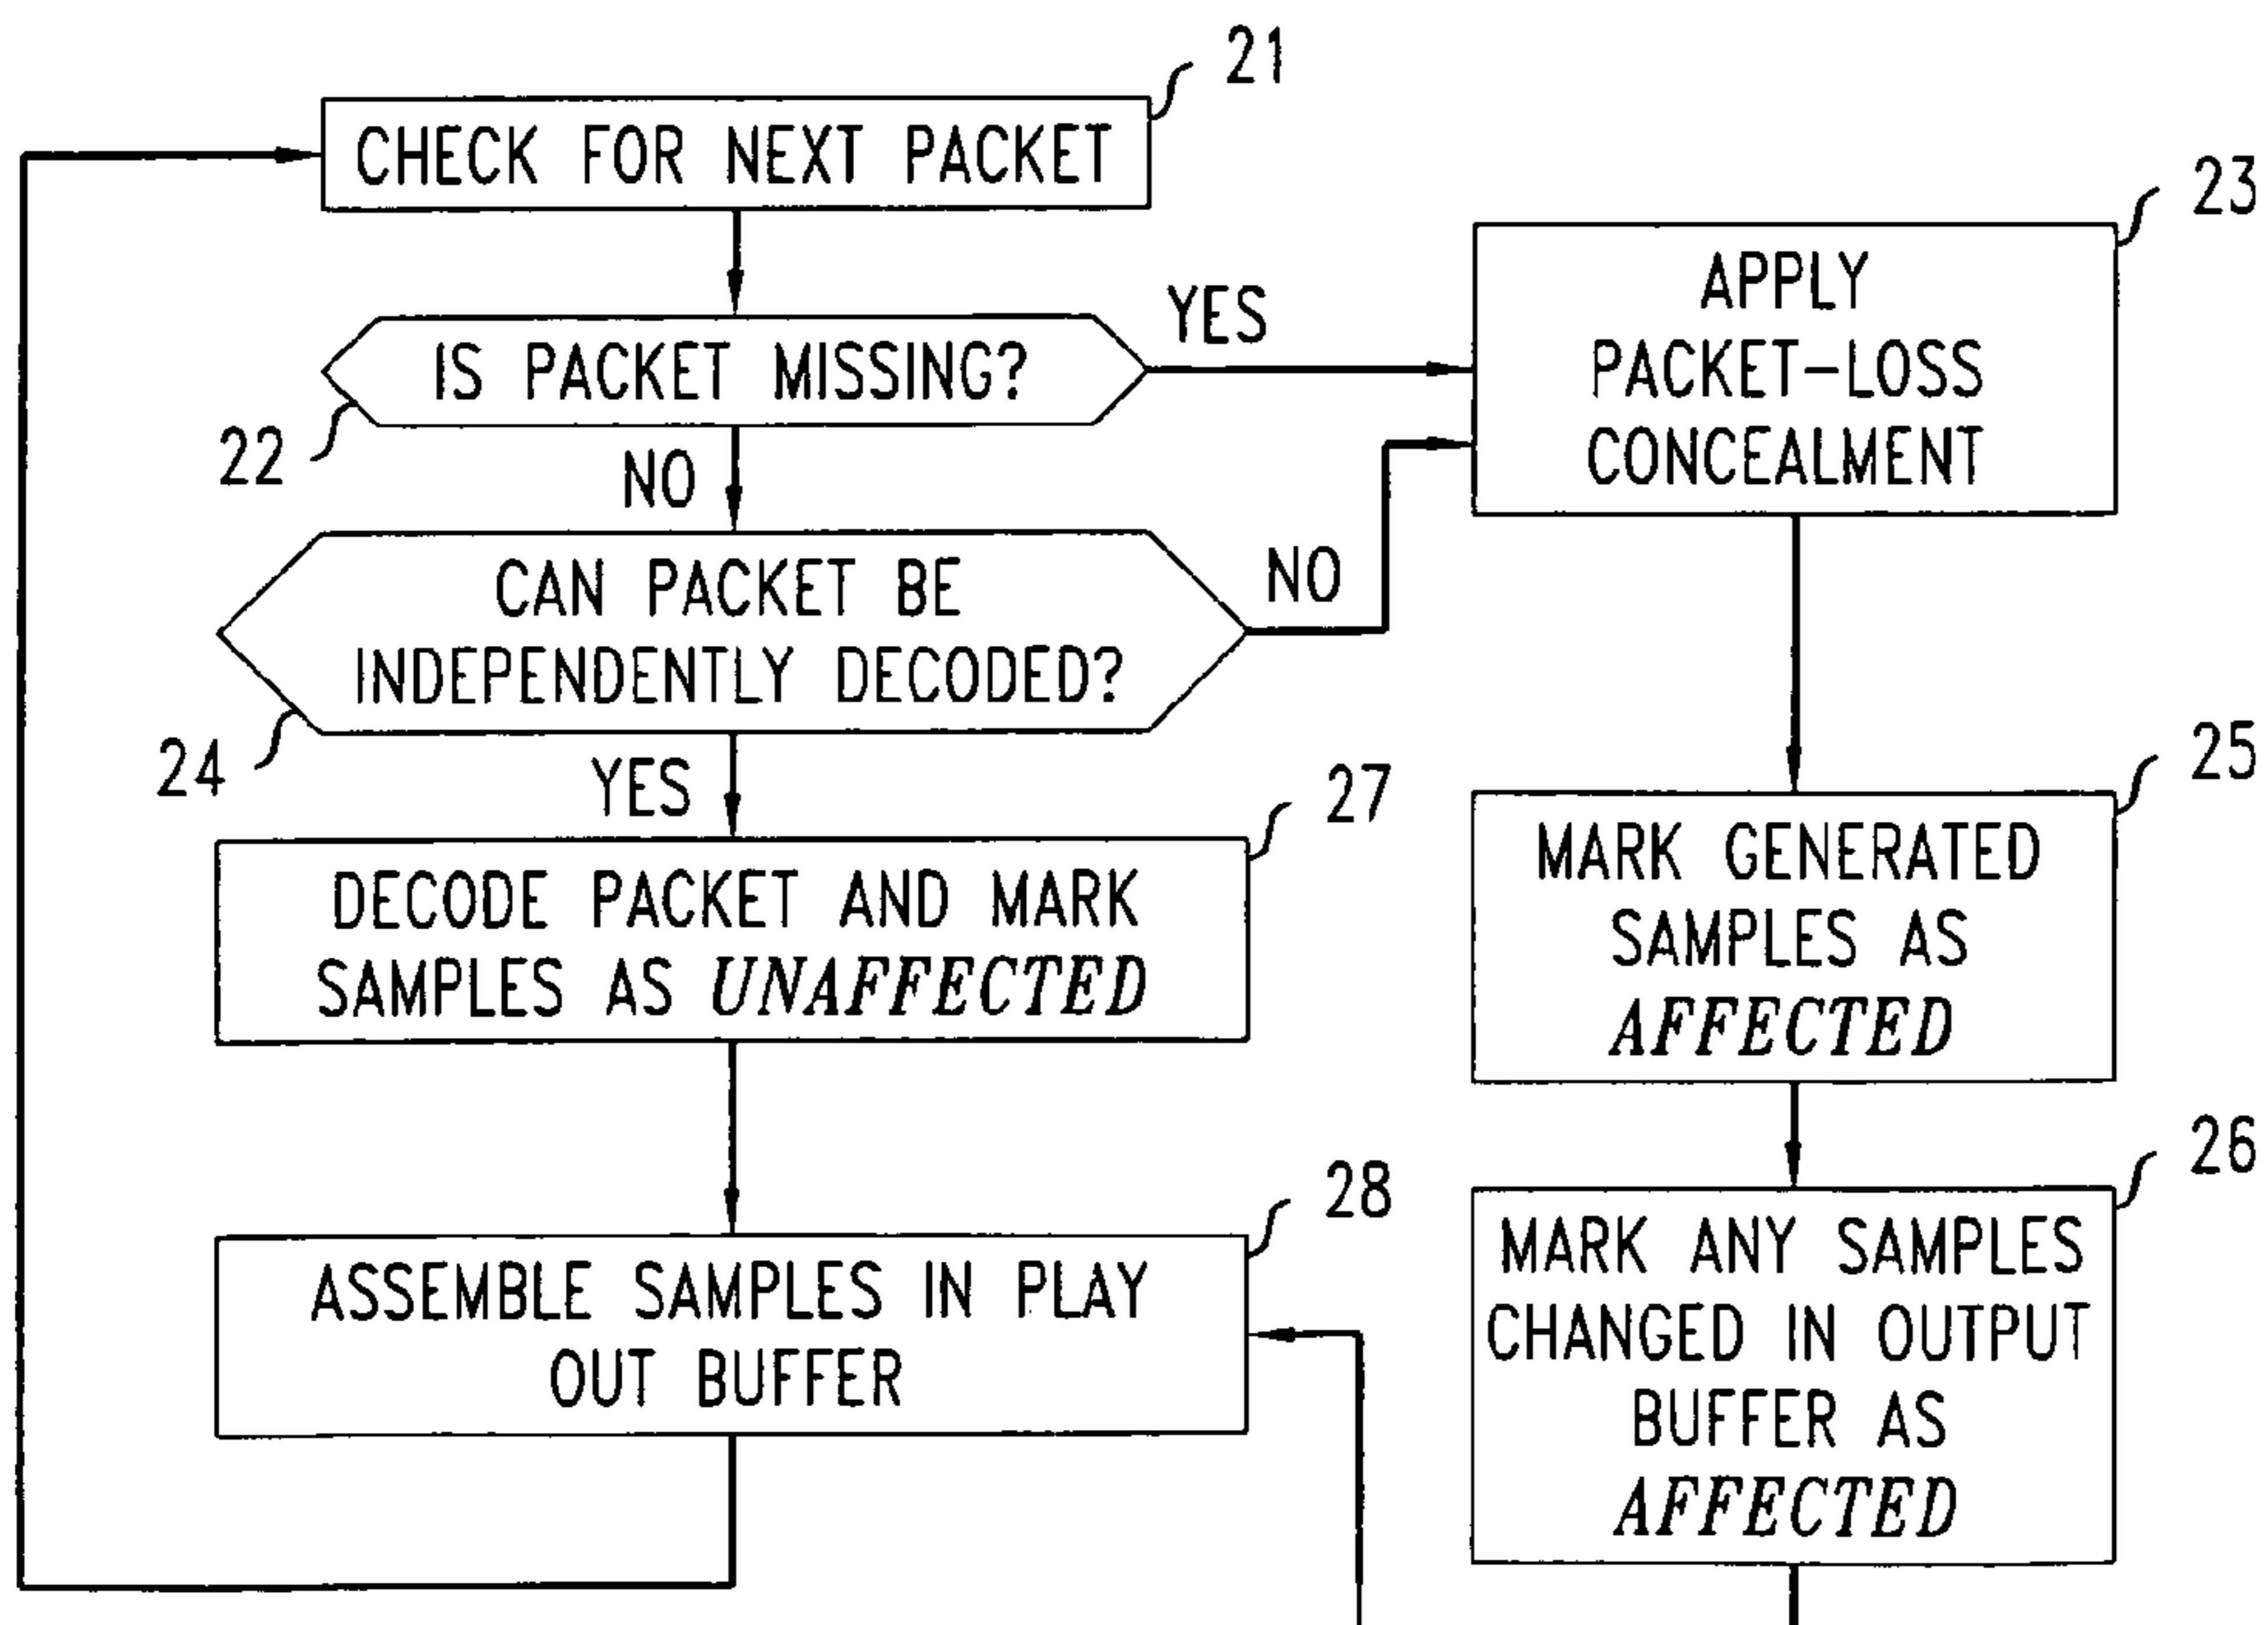 21
CHECK FOR NEXT PACKET
23
APPLY
PACKET-LOSS
CONCEALMENT
YES
IS PACKET MISSING?
22
NO
CAN PACKET BE
INDEPENDENTLY DECODED?
NO
24
YES
27
DECODE PACKET AND MARK
SAMPLES AS UNAFFECTED
25
MARK GENERATED
SAMPLES AS
AFFECTED
28
ASSEMBLE SAMPLES IN PLAY
OUT BUFFER
26
MARK ANY SAMPLES
CHANGED IN OUTPUT
BUFFER AS
AFFECTED